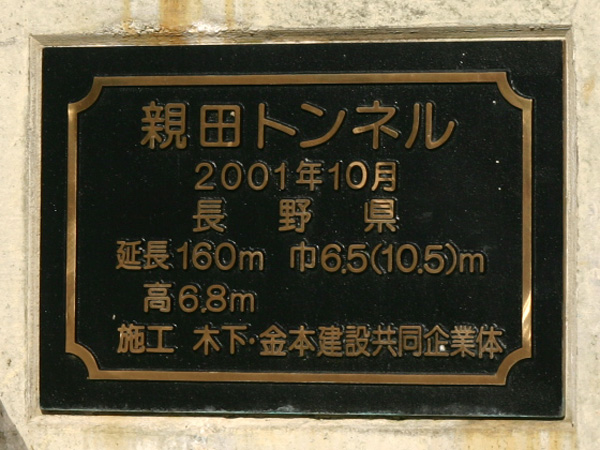 親田トンネル
2001年10月
長野県
延長160m 巾6.5(10.5)m
高6.8m
施工 木下・金本建設共同企業体